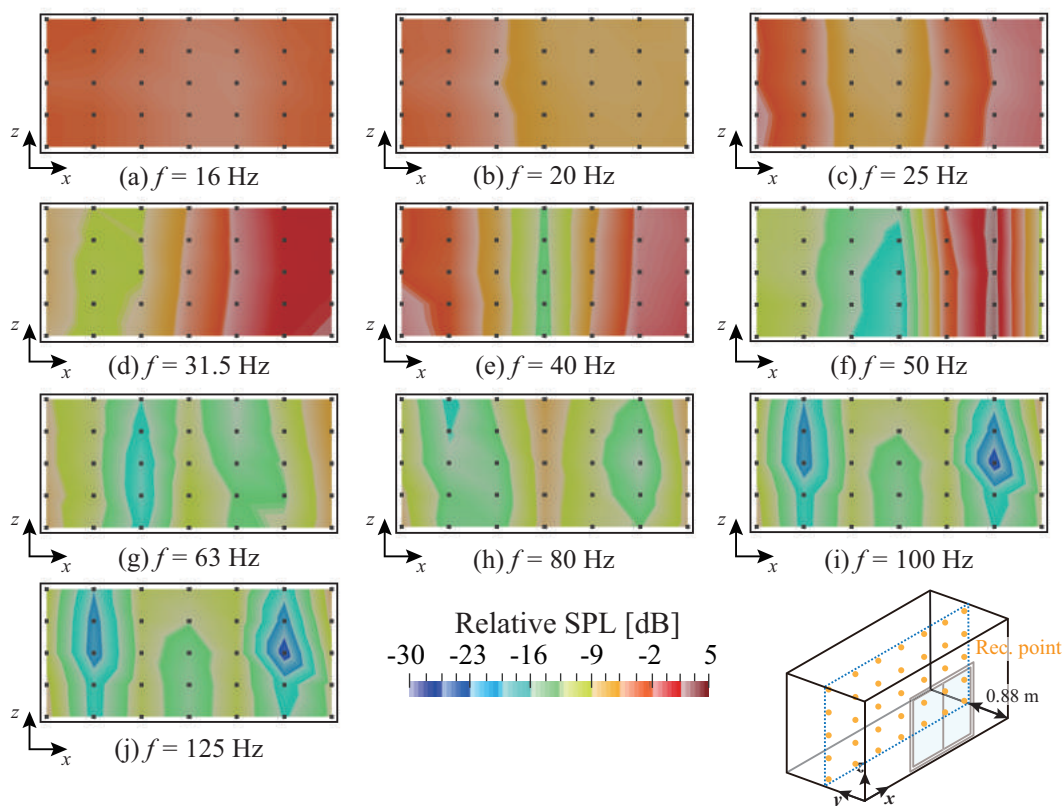 z
x
(a) f = 16 Hz
(b) f = 20 Hz
z
x
(c) f = 25 Hz
z
x
(d) f = 31.5 Hz
z
x
(e) f = 40 Hz
z
x
(f) f = 50 Hz
z
x
(g) f = 63 Hz
z
x
(h) f = 80 Hz
z
x
(i) f = 100 Hz
z
x
(j) f = 125 Hz
Relative SPL [dB]
-30 -23 -16 -9 -2 5
Rec. point
0.88 m
z
y
x